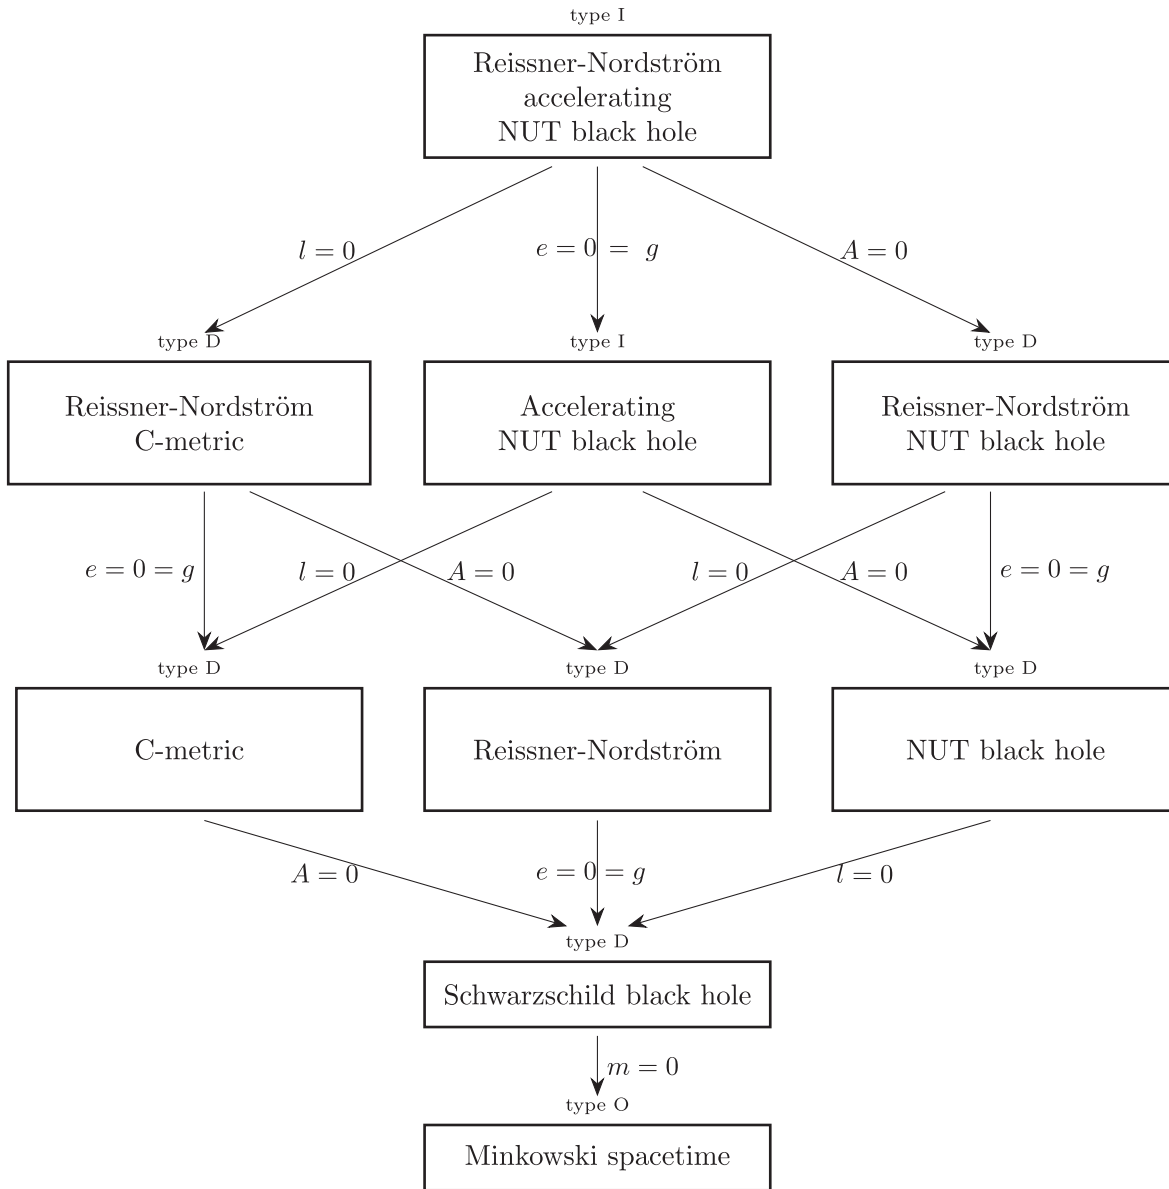 type I
Reissner-Nordström
accelerating
NUT black hole
l = 0
e = 0 = g
A = 0
type D
type I
type D
Reissner-Nordström
C-metric
Accelerating
NUT black hole
Reissner-Nordström
NUT black hole
e = 0 = g
l = 0
A = 0
l = 0
A = 0
e = 0 = g
type D
type D
type D
C-metric
Reissner-Nordström
NUT black hole
A = 0
e = 0 = g
l = 0
type D
Schwarzschild black hole
m = 0
type O
Minkowski spacetime